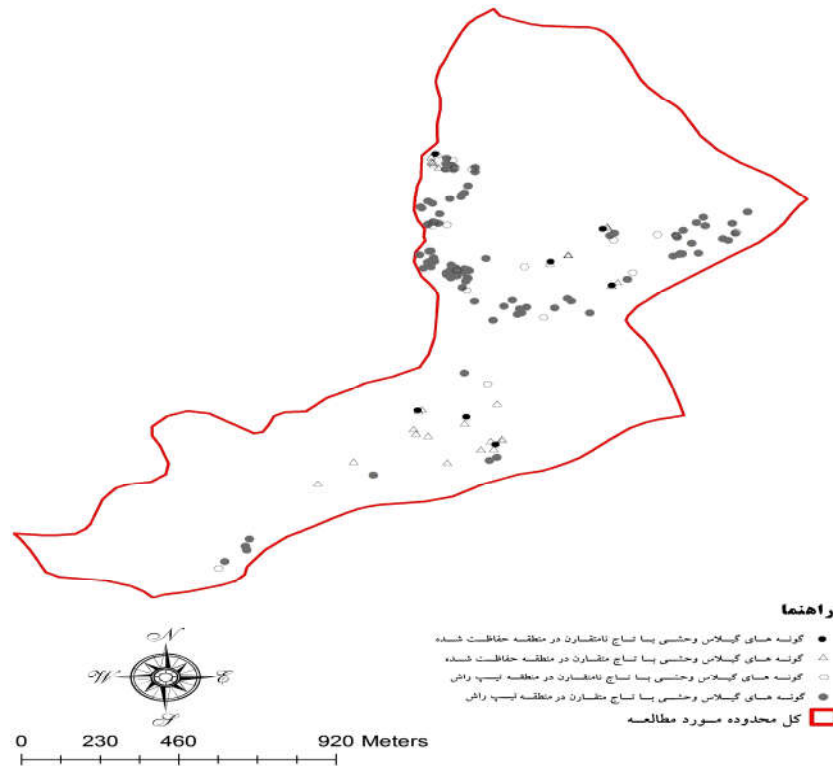 N
W
E
S
0 230 460 920 Meters
راهنما
گونه های گیلاس وحشی با تاج نامتقارن در منطقه حفاظت شده
گونه های گیلاس وحشی با تاج متقارن در منطقه حفاظت شده
گونه های گیلاس وحشی با تاج نامتقارن در منطقه تیپ راش
گونه های گیلاس وحشی با تاج متقارن در منطقه تیپ راش
کل محدوده مورد مطالعه